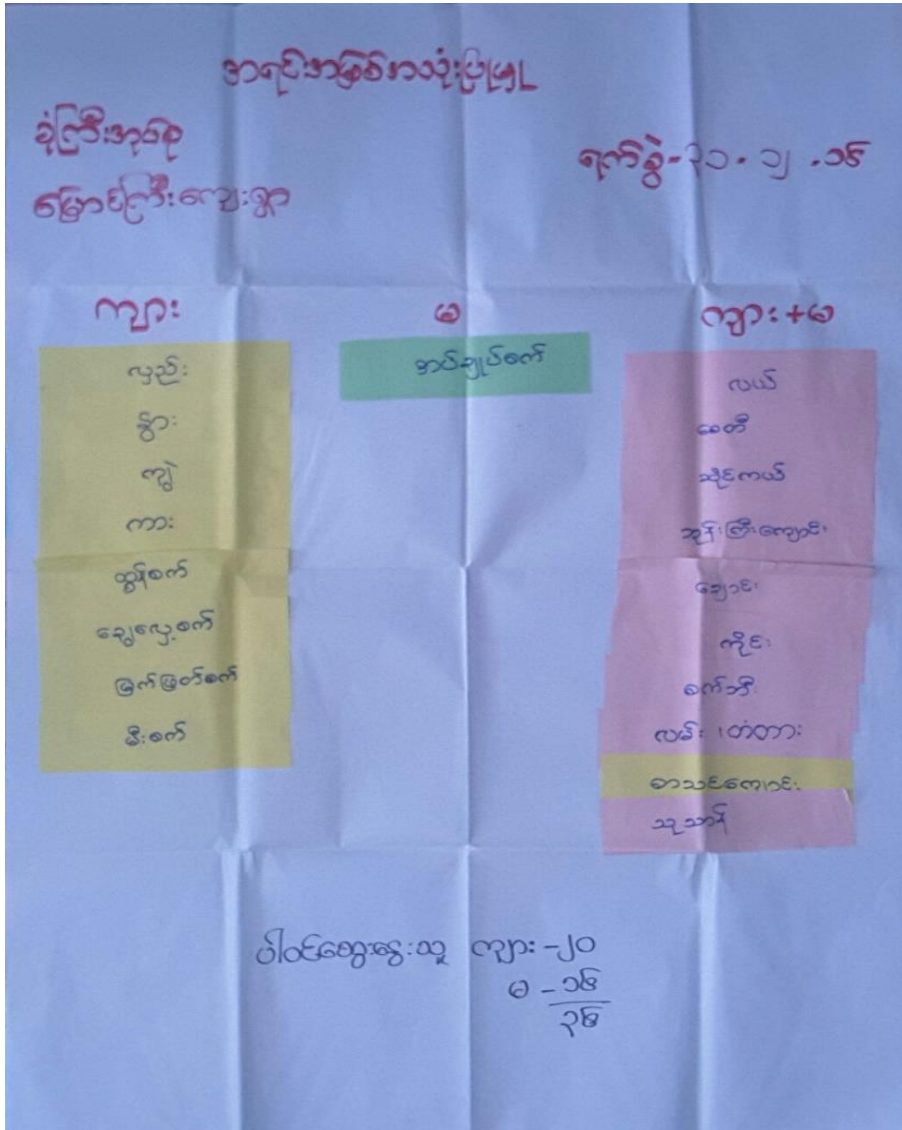 အရင်းအမြစ်အသုံးပြုမှု
ခုံကြီးအုပ်စု
မြောင်ကြီးကျေးရွာ
ရက်စွဲ-၃၁.၁၂.၁၆
ကျား
မ
ကျား+မ
လှည်း
နွား
ကျွဲ
ကား
ထွန်စက်
ချွေလှေ့စက်
မြက်ဖြတ်စက်
မီးစက်
အပ်ချုပ်စက်
လယ်
စေတီ
ဆိုင်ကယ်
ဘုန်းကြီးကျောင်း
ချောင်း
ကိုင်း
စက်ဘီး
လမ်း၊တံတား
စာသင်ကျောင်း
သုသာန်
ပါဝင်ဆွေးနွေးသူ ကျား-၂၀
မ-၁၆
၃၆